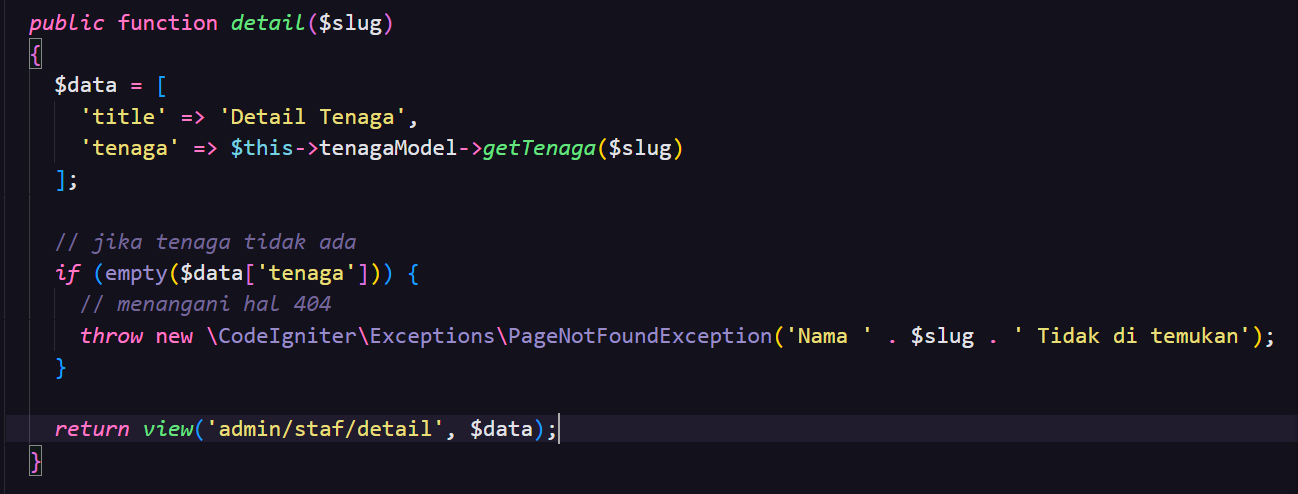 public function detail($slug)
{
$data = [
'title' => 'Detail Tenaga',
'tenaga' => $this->tenagaModel->getTenaga($slug)
];
// jika tenaga tidak ada
if (empty($data['tenaga'])) {
// menangani hal 404
throw new \CodeIgniter\Exceptions\PageNotFoundException('Nama ' . $slug . ' Tidak di temukan');
}
return view('admin/staf/detail', $data);
}